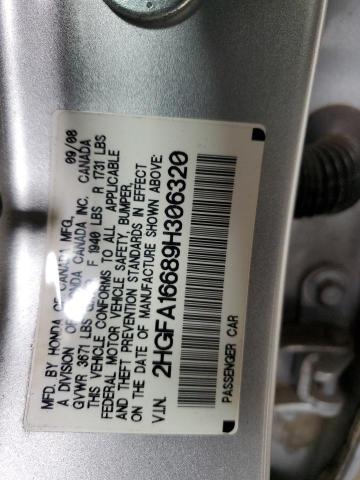 MFD. BY HONDA OF CANADA MFG. 09/08
A DIVISION OF HONDA CANADA INC. CANADA
GVWR 3671 LBS F 1940 LBS R 1731 LBS
THIS VEHICLE CONFORMS TO ALL APPLICABLE
FEDERAL MOTOR VEHICLE SAFETY, BUMPER,
AND THEFT PREVENTION STANDARDS IN EFFECT
ON THE DATE OF MANUFACTURE SHOWN ABOVE.
V.I.N. 2HGFA16689H306320
PASSENGER CAR